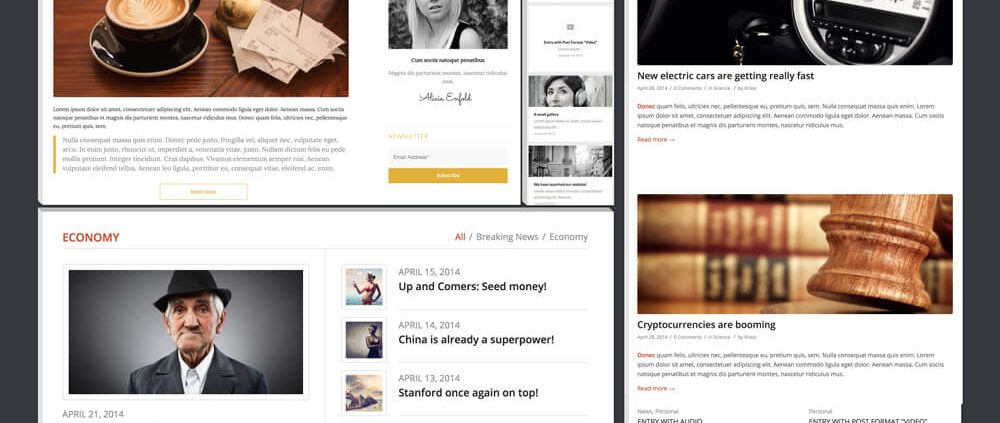 Lorem ipsum dolor sit amet, consectetuer adipiscing elit. Aenean commodo ligula eget dolor. Aenean massa. Cum sociis
natoque penatibus et magnis dis parturient montes, nascetur ridiculus mus. Donec quam felis, ultricies nec, pellentesque
eu, pretium quis, sem.
Nulla consequat massa quis enim. Donec pede justo, fringilla vel, aliquet nec, vulputate eget,
arcu. In enim justo, rhoncus ut, imperdiet a, venenatis vitae, justo. Nullam dictum felis eu pede
mollis pretium. Integer tincidunt. Cras dapibus. Vivamus elementum semper nisi. Aenean
vulputate eleifend tellus. Aenean leo ligula, porttitor eu, consequat vitae, eleifend ac, enim.
Read more
Cum sociis natoque penatibus
Magnis dis parturient montes, nascetur ridiculus
mus.
Alicia Enfold
NEWSLETTER
Email Address*
Subscribe
Entry with Post Format "Video"
A small gallery
We have launched our website!
New electric cars are getting really fast
April 28, 2014 / 0 Comments / in Science / by Kriesi
Donec quam felis, ultricies nec, pellentesque eu, pretium quis, sem. Nulla consequat massa quis enim. Lorem
ipsum dolor sit amet, consectetuer adipiscing elit. Aenean commodo ligula eget dolor. Aenean massa. Cum
sociis natoque penatibus et magnis dis parturient montes, nascetur ridiculus mus.
Read more →
ECONOMY
All / Breaking News / Economy
APRIL 21, 2014
APRIL 15, 2014
Up and Comers: Seed money!
APRIL 14, 2014
China is already a superpower!
APRIL 13, 2014
Stanford once again on top!
Cryptocurrencies are booming
April 28, 2014 / 0 Comments / in Science / by Kriesi
Donec quam felis, ultricies nec, pellentesque eu, pretium quis, sem. Nulla consequat massa quis enim. Lorem
ipsum dolor sit amet, consectetuer adipiscing elit. Aenean commodo ligula eget dolor. Aenean massa. Cum
sociis natoque penatibus et magnis dis parturient montes, nascetur ridiculus mus.
Read more →
News, Personal
ENTRY WITH AUDIO
Personal
ENTRY WITH POST FORMAT "VIDEO"